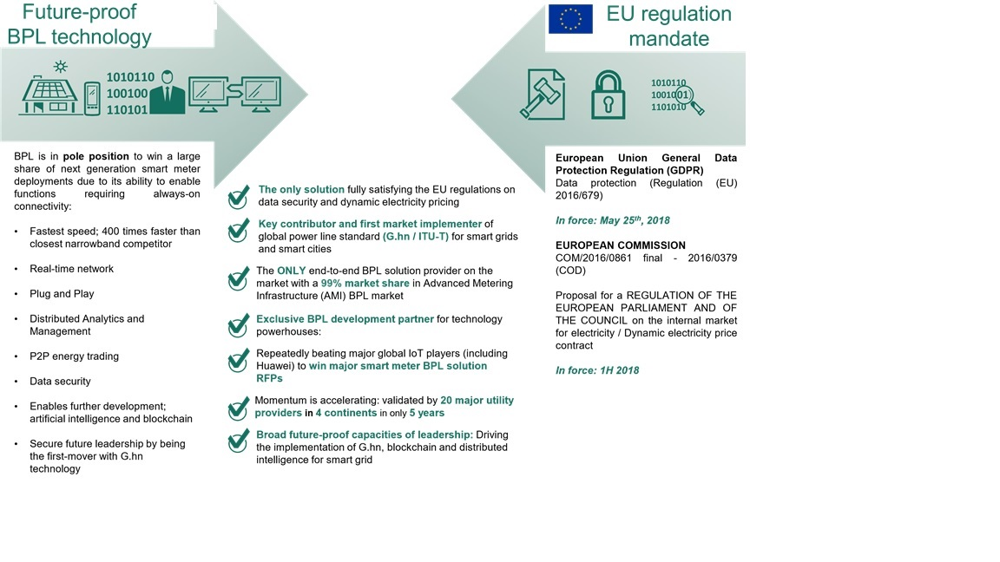 Future-proof
BPL technology
1010110
100100
110101
BPL is in pole position to win a large
share of next generation smart meter
deployments due to its ability to enable
functions requiring always-on
connectivity:
• Fastest speed; 400 times faster than
closest narrowband competitor
• Real-time network
• Plug and Play
• Distributed Analytics and
Management
• P2P energy trading
• Data security
• Enables further development;
artificial intelligence and blockchain
• Secure future leadership by being
the first-mover with G.hn
technology
The only solution fully satisfying the EU regulations on
data security and dynamic electricity pricing
Key contributor and first market implementer of
global power line standard (G.hn / ITU-T) for smart grids
and smart cities
The ONLY end-to-end BPL solution provider on the
market with a 99% market share in Advanced Metering
Infrastructure (AMI) BPL market
Exclusive BPL development partner for technology
powerhouses:
Repeatedly beating major global IoT players (including
Huawei) to win major smart meter BPL solution
RFPs
Momentum is accelerating: validated by 20 major utility
providers in 4 continents in only 5 years
Broad future-proof capacities of leadership: Driving
the implementation of G.hn, blockchain and distributed
intelligence for smart grid
EU regulation
mandate
1010110
1001001
1101010
European Union General Data
Protection Regulation (GDPR)
Data protection (Regulation (EU)
2016/679)
In force: May 25th, 2018
EUROPEAN COMMISSION
COM/2016/0861 final - 2016/0379
(COD)
Proposal for a REGULATION OF THE
EUROPEAN PARLIAMENT AND OF
THE COUNCIL on the internal market
for electricity / Dynamic electricity price
contract
In force: 1H 2018